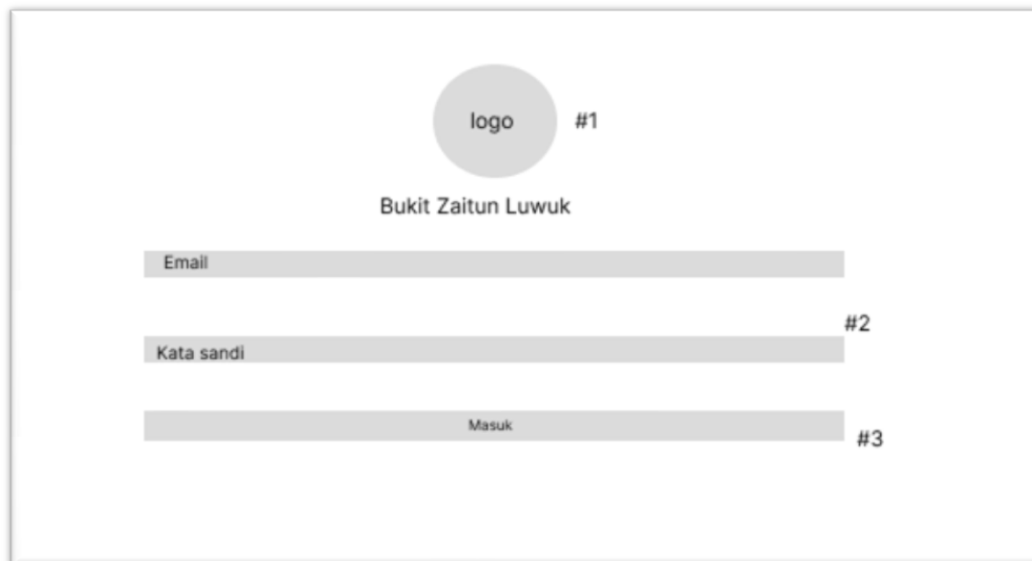 logo #1
Bukit Zaitun Luwuk
Email
#2
Kata sandi
Masuk
#3